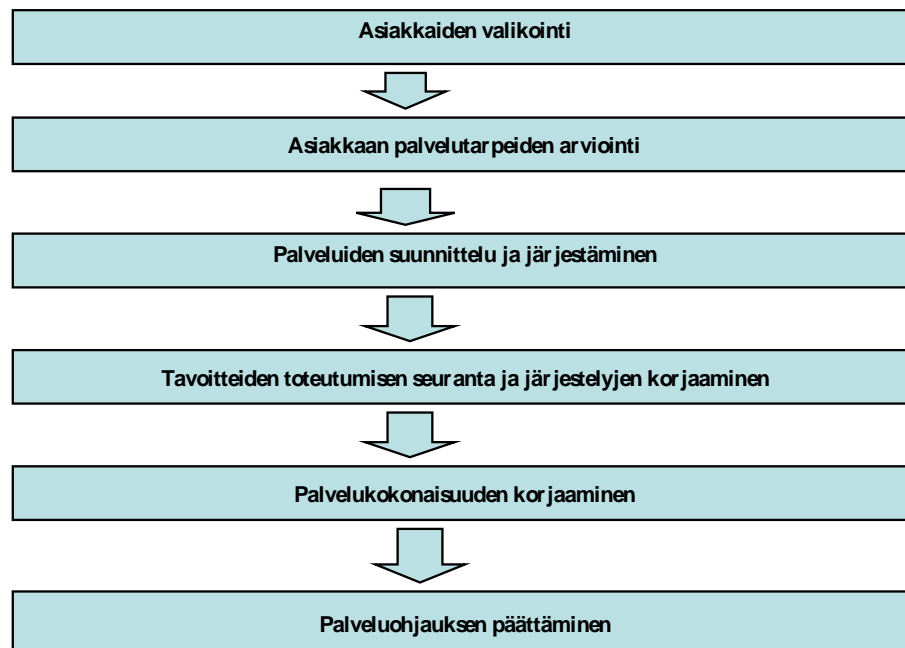 Asiakkaiden valikointi
Asiakkaan palvelutarpeiden arviointi
Palveluiden suunnittelu ja järjestäminen
Tavoitteiden toteutumisen seuranta ja järjestelyjen korjaaminen
Palvelukokonaisuuden korjaaminen
Palveluohjauksen päättäminen